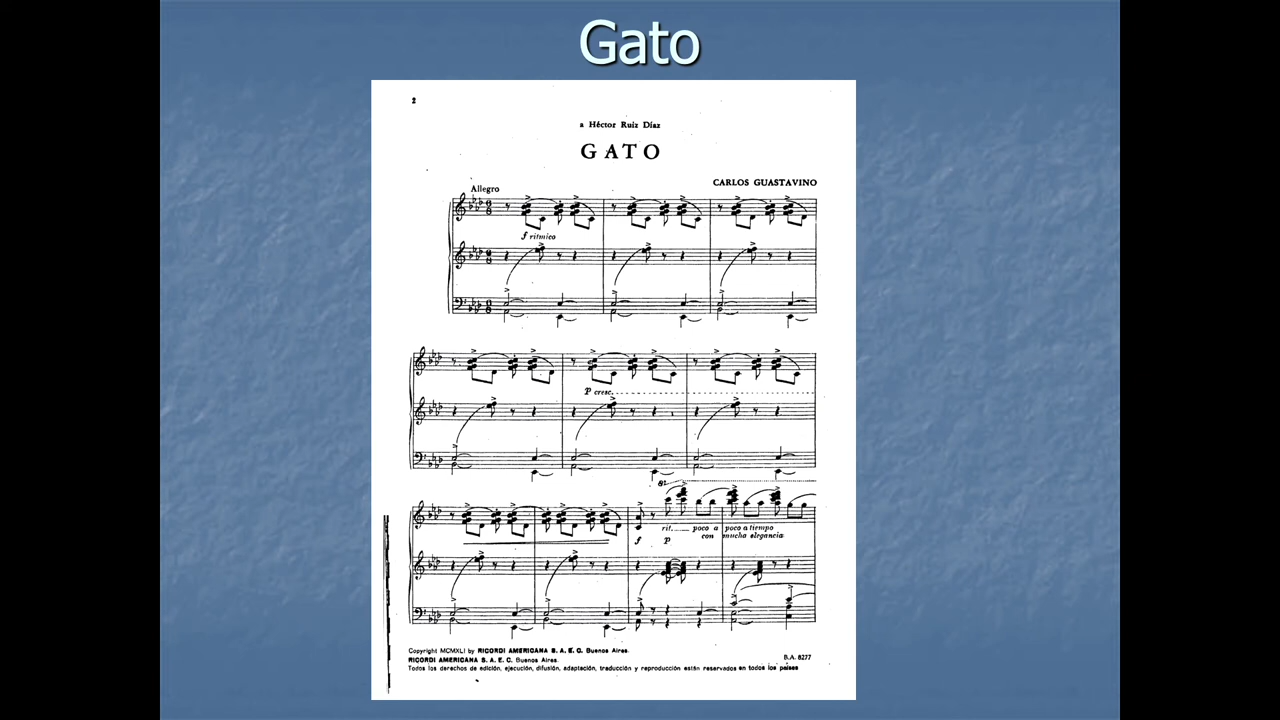 Gato
2
a Héctor Ruiz Díaz
GATO
CARLOS GUASTAVINO
Allegro
f ritmico
p cresc.
8ª
rit. poco a poco a tiempo
f p con mucha elegancia
Copyright MCMXLI by RICORDI AMERICANA S. A. E. C. Buenos Aires.
RICORDI AMERICANA S. A. E. C. Buenos Aires.
B.A. 8277
Todos los derechos de edición, ejecución, difusión, adaptación, traducción y reproducción están reservados en todos los países